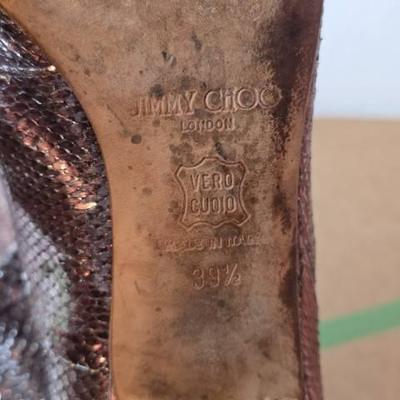 JIMMY CHOO
LONDON
VERO
CUOIO
MADE IN ITALY
39½